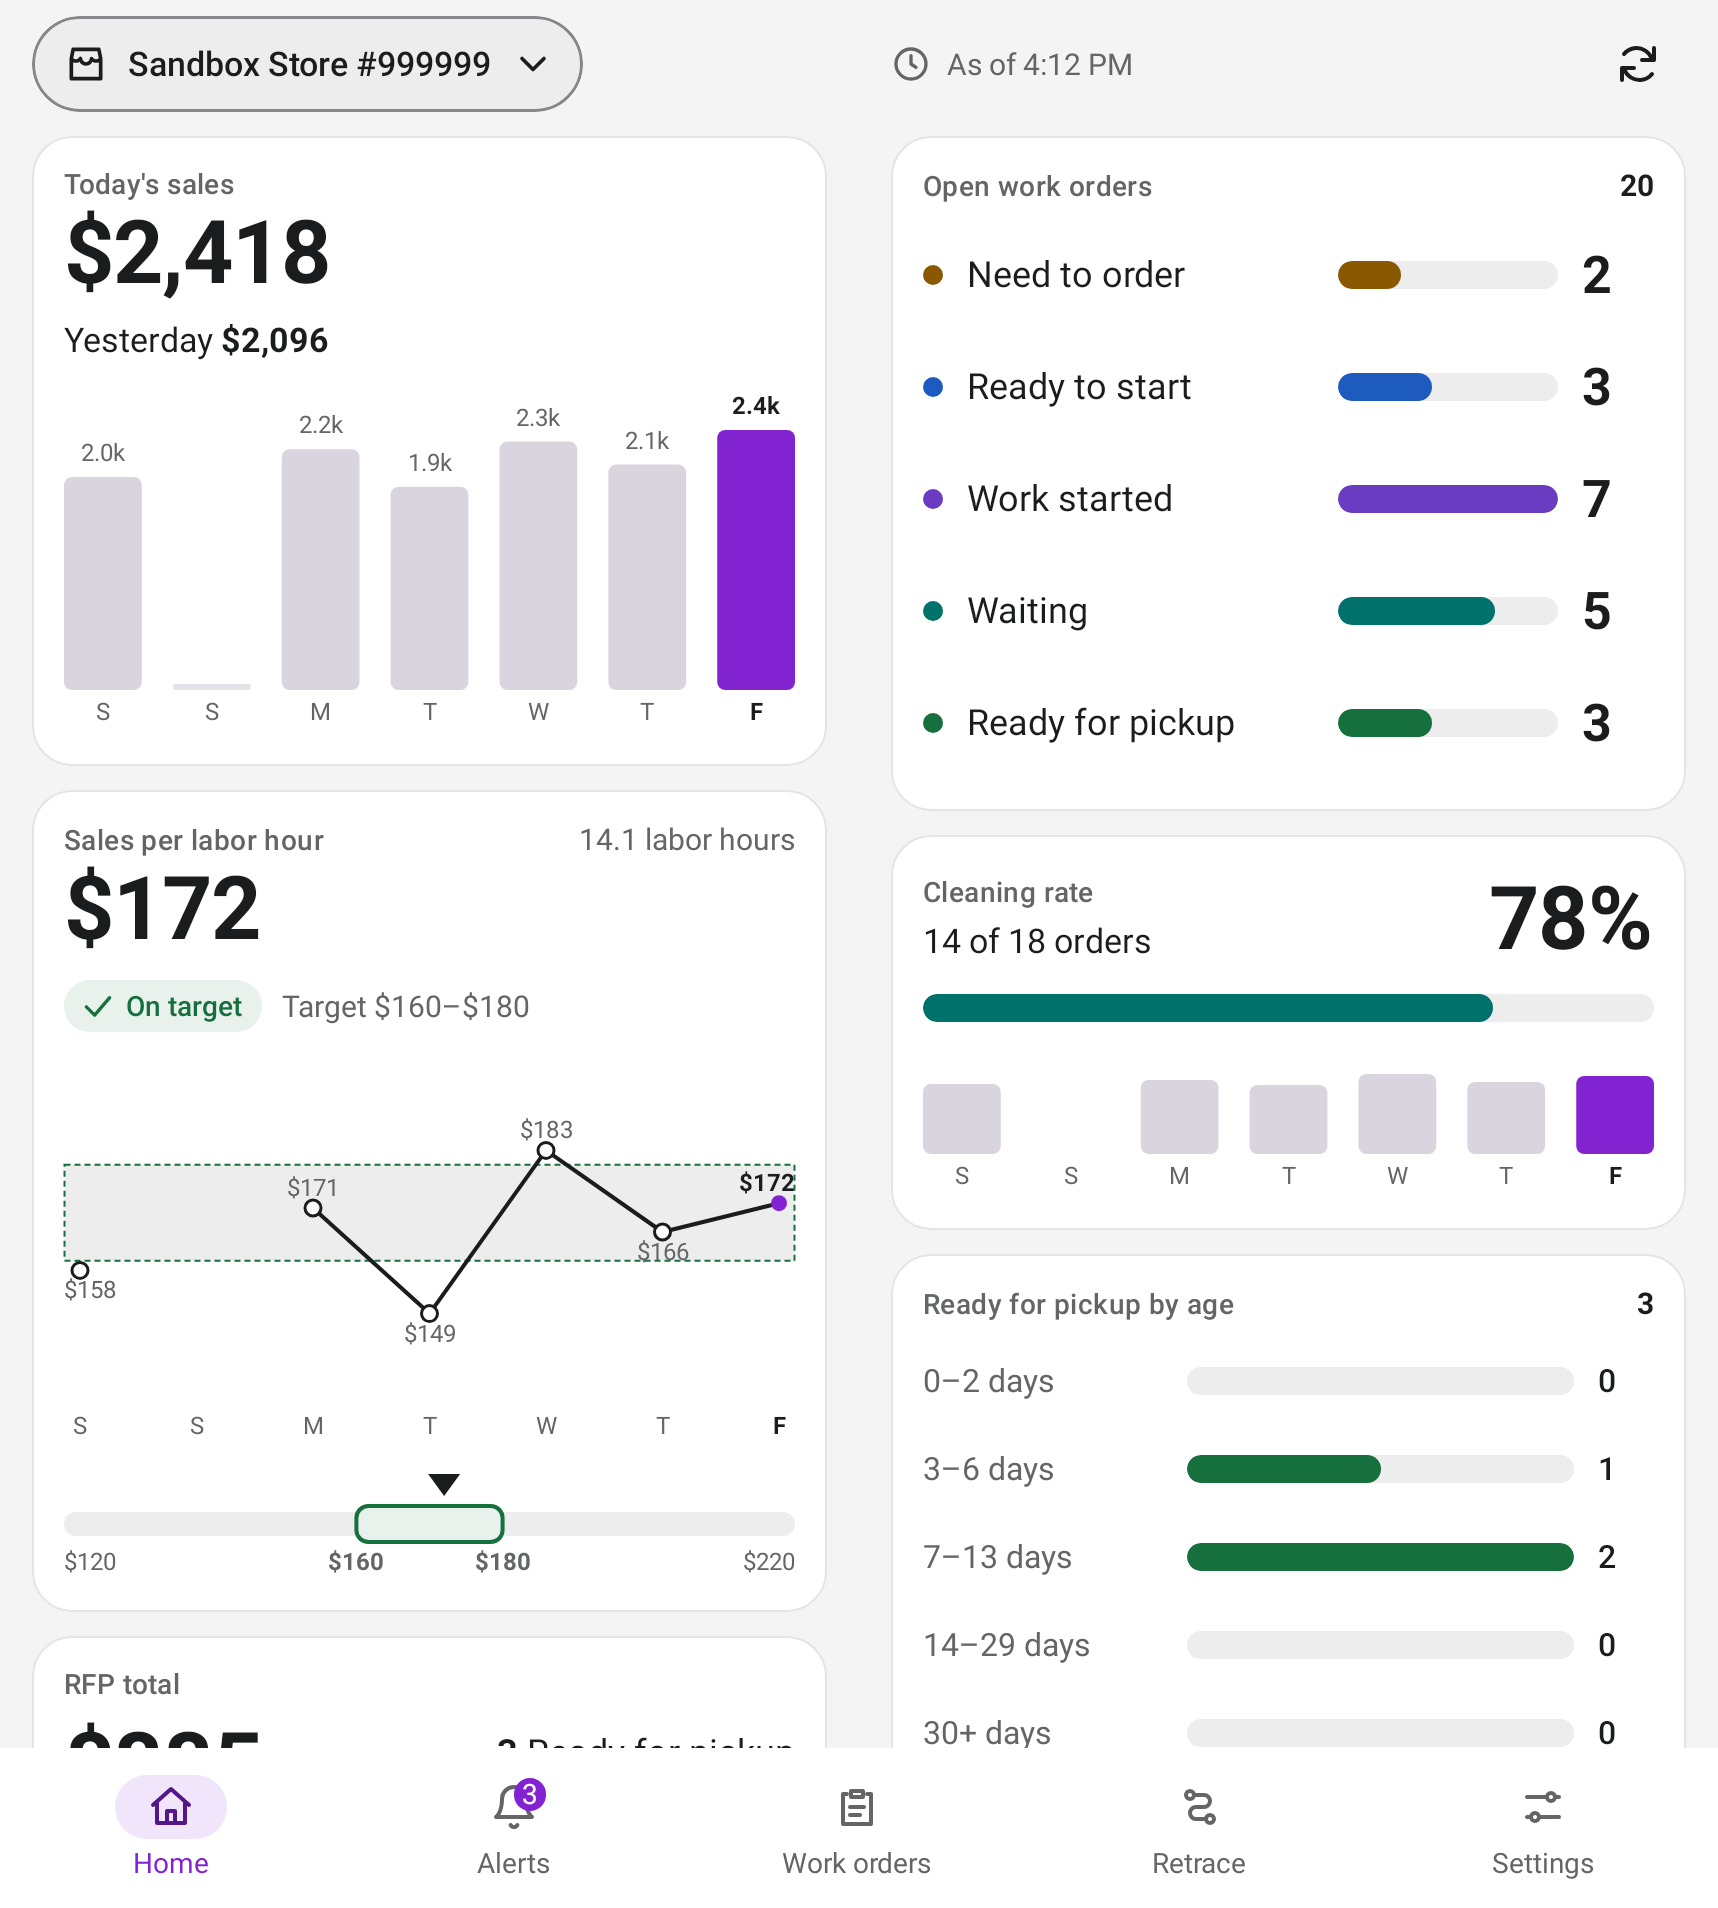 Sandbox Store #999999
As of 4:12 PM
Today's sales
$2,418
Yesterday $2,096
2.0k
2.2k
1.9k
2.3k
2.1k
2.4k
S S M T W T F
Sales per labor hour
14.1 labor hours
$172
On target
Target $160–$180
$158
$171
$149
$183
$166
$172
S S M T W T F
$120 $160 $180 $220
RFP total
Open work orders 20
Need to order 2
Ready to start 3
Work started 7
Waiting 5
Ready for pickup 3
Cleaning rate
14 of 18 orders
78%
S S M T W T F
Ready for pickup by age 3
0–2 days 0
3–6 days 1
7–13 days 2
14–29 days 0
30+ days 0
Ready for pickup
3
Home Alerts Work orders Retrace Settings